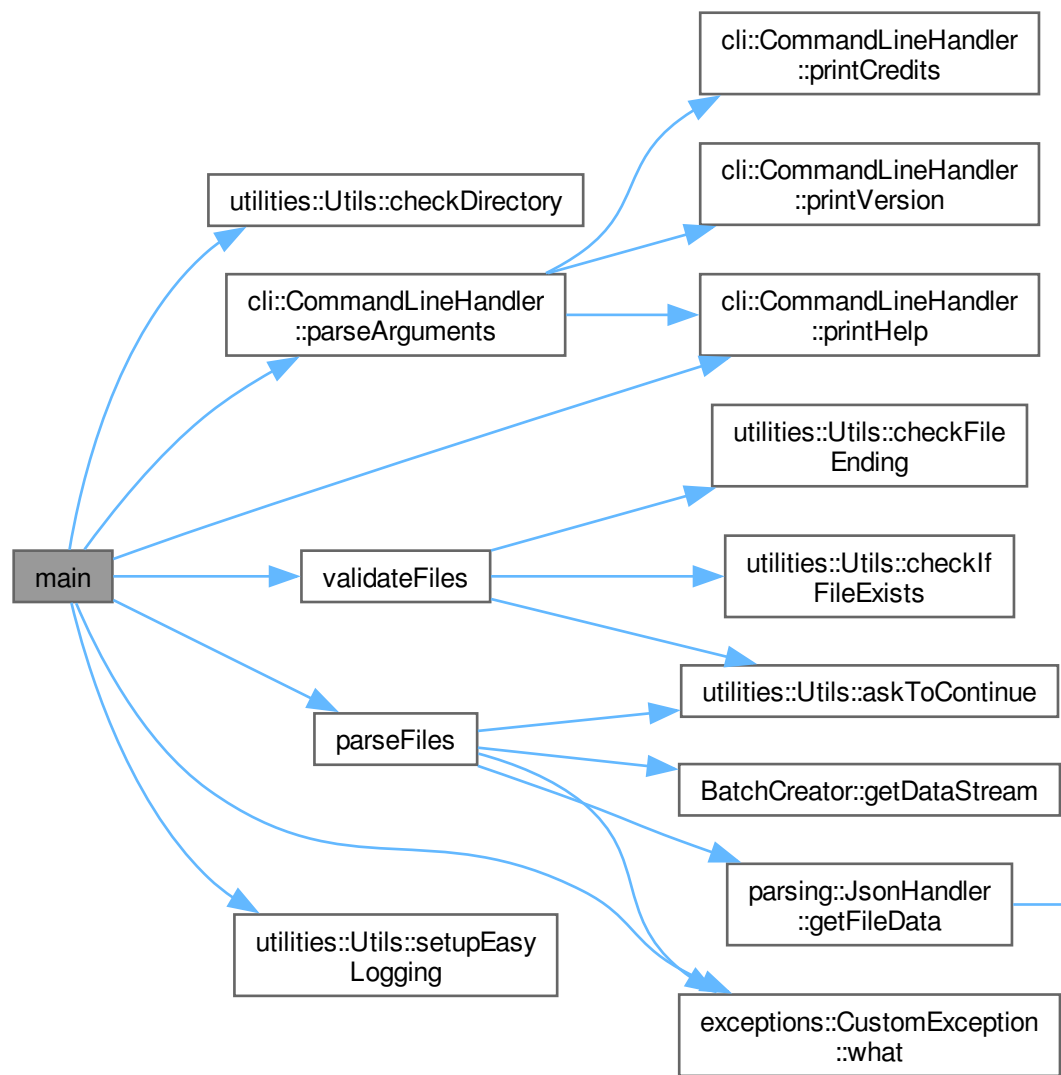 cli::CommandLineHandler
::printCredits
cli::CommandLineHandler
::printVersion
utilities::Utils::checkDirectory
cli::CommandLineHandler
::parseArguments
cli::CommandLineHandler
::printHelp
utilities::Utils::checkFile
Ending
main
validateFiles
utilities::Utils::checkIf
FileExists
utilities::Utils::askToContinue
parseFiles
BatchCreator::getDataStream
parsing::JsonHandler
::getFileData
utilities::Utils::setupEasy
Logging
exceptions::CustomException
::what